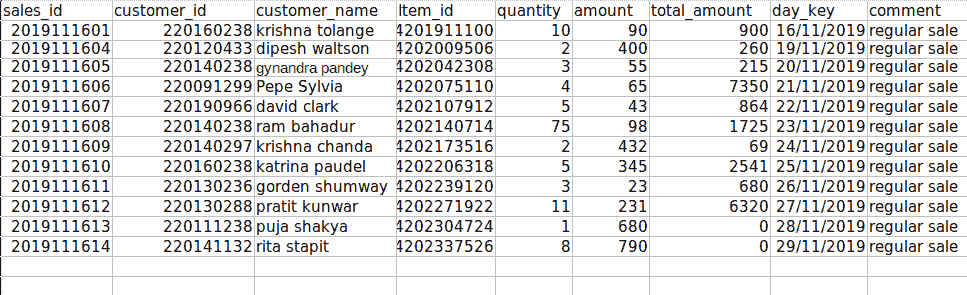 sales_id customer_id customer_name Item_id quantity amount total_amount day_key comment
2019111601 220160238 krishna tolange 4201911100 10 90 900 16/11/2019 regular sale
2019111604 220120433 dipesh waltson 4202009506 2 400 260 19/11/2019 regular sale
2019111605 220140238 gynandra pandey 4202042308 3 55 215 20/11/2019 regular sale
2019111606 220091299 Pepe Sylvia 4202075110 4 65 7350 21/11/2019 regular sale
2019111607 220190966 david clark 4202107912 5 43 864 22/11/2019 regular sale
2019111608 220140238 ram bahadur 4202140714 75 98 1725 23/11/2019 regular sale
2019111609 220140297 krishna chanda 4202173516 2 432 69 24/11/2019 regular sale
2019111610 220160238 katrina paudel 4202206318 5 345 2541 25/11/2019 regular sale
2019111611 220130236 gorden shumway 4202239120 3 23 680 26/11/2019 regular sale
2019111612 220130288 pratit kunwar 4202271922 11 231 6320 27/11/2019 regular sale
2019111613 220111238 puja shakya 4202304724 1 680 0 28/11/2019 regular sale
2019111614 220141132 rita stapit 4202337526 8 790 0 29/11/2019 regular sale